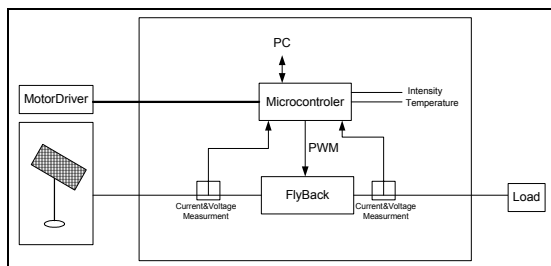 PC
MotorDriver
Microcontroler
Intensity
Temperature
PWM
FlyBack
Load
Current&Voltage
Measurment
Current&Voltage
Measurment